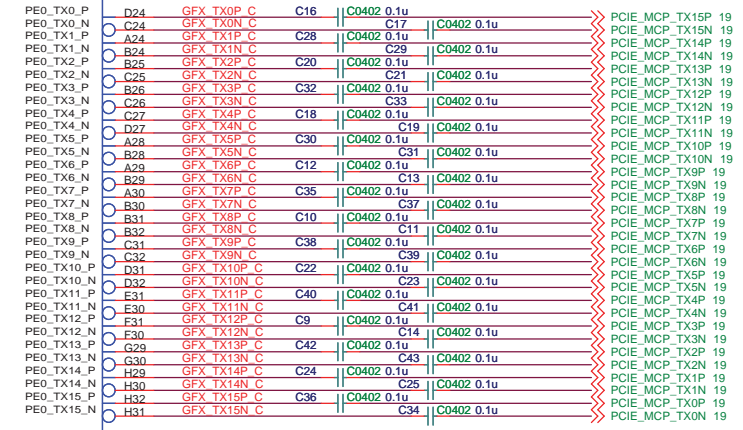 PE0_TX0_P D24 GFX_TX0P_C C16 C0402 0.1u PCIE_MCP_TX15P 19
PE0_TX0_N C24 GFX_TX0N_C C17 C0402 0.1u PCIE_MCP_TX15N 19
PE0_TX1_P A24 GFX_TX1P_C C28 C0402 0.1u PCIE_MCP_TX14P 19
PE0_TX1_N B24 GFX_TX1N_C C29 C0402 0.1u PCIE_MCP_TX14N 19
PE0_TX2_P B25 GFX_TX2P_C C20 C0402 0.1u PCIE_MCP_TX13P 19
PE0_TX2_N C25 GFX_TX2N_C C21 C0402 0.1u PCIE_MCP_TX13N 19
PE0_TX3_P B26 GFX_TX3P_C C32 C0402 0.1u PCIE_MCP_TX12P 19
PE0_TX3_N C26 GFX_TX3N_C C33 C0402 0.1u PCIE_MCP_TX12N 19
PE0_TX4_P C27 GFX_TX4P_C C18 C0402 0.1u PCIE_MCP_TX11P 19
PE0_TX4_N D27 GFX_TX4N_C C19 C0402 0.1u PCIE_MCP_TX11N 19
PE0_TX5_P A28 GFX_TX5P_C C30 C0402 0.1u PCIE_MCP_TX10P 19
PE0_TX5_N B28 GFX_TX5N_C C31 C0402 0.1u PCIE_MCP_TX10N 19
PE0_TX6_P A29 GFX_TX6P_C C12 C0402 0.1u PCIE_MCP_TX9P 19
PE0_TX6_N B29 GFX_TX6N_C C13 C0402 0.1u PCIE_MCP_TX9N 19
PE0_TX7_P A30 GFX_TX7P_C C35 C0402 0.1u PCIE_MCP_TX8P 19
PE0_TX7_N B30 GFX_TX7N_C C37 C0402 0.1u PCIE_MCP_TX8N 19
PE0_TX8_P B31 GFX_TX8P_C C10 C0402 0.1u PCIE_MCP_TX7P 19
PE0_TX8_N B32 GFX_TX8N_C C11 C0402 0.1u PCIE_MCP_TX7N 19
PE0_TX9_P C31 GFX_TX9P_C C38 C0402 0.1u PCIE_MCP_TX6P 19
PE0_TX9_N C32 GFX_TX9N_C C39 C0402 0.1u PCIE_MCP_TX6N 19
PE0_TX10_P D31 GFX_TX10P_C C22 C0402 0.1u PCIE_MCP_TX5P 19
PE0_TX10_N D32 GFX_TX10N_C C23 C0402 0.1u PCIE_MCP_TX5N 19
PE0_TX11_P E31 GFX_TX11P_C C40 C0402 0.1u PCIE_MCP_TX4P 19
PE0_TX11_N E30 GFX_TX11N_C C41 C0402 0.1u PCIE_MCP_TX4N 19
PE0_TX12_P F31 GFX_TX12P_C C9 C0402 0.1u PCIE_MCP_TX3P 19
PE0_TX12_N F30 GFX_TX12N_C C14 C0402 0.1u PCIE_MCP_TX3N 19
PE0_TX13_P G29 GFX_TX13P_C C42 C0402 0.1u PCIE_MCP_TX2P 19
PE0_TX13_N G30 GFX_TX13N_C C43 C0402 0.1u PCIE_MCP_TX2N 19
PE0_TX14_P H29 GFX_TX14P_C C24 C0402 0.1u PCIE_MCP_TX1P 19
PE0_TX14_N H30 GFX_TX14N_C C25 C0402 0.1u PCIE_MCP_TX1N 19
PE0_TX15_P H32 GFX_TX15P_C C36 C0402 0.1u PCIE_MCP_TX0P 19
PE0_TX15_N H31 GFX_TX15N_C C34 C0402 0.1u PCIE_MCP_TX0N 19